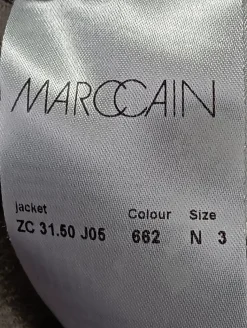 MARCCAIN
jacket Colour Size
ZC 31.50 J05 662 N 3